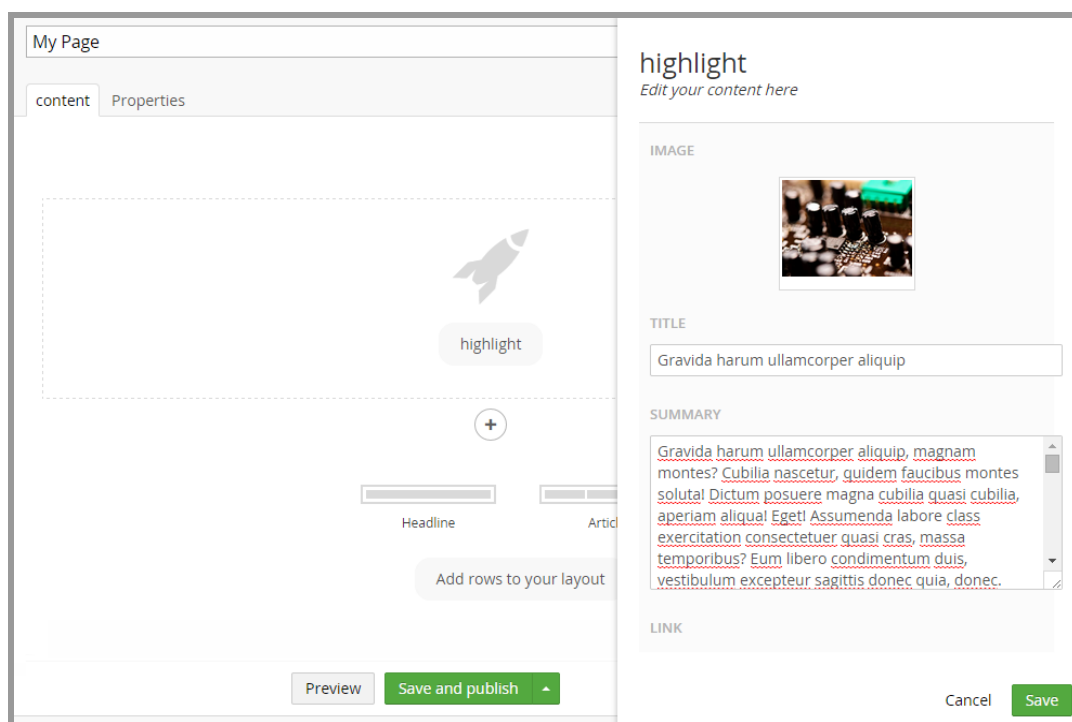 My Page
content
Properties
highlight
Headline
Add rows to your layout
Preview
Save and publish
highlight
Edit your content here
IMAGE
TITLE
Gravida harum ullamcorper aliquip
SUMMARY
Gravida harum ullamcorper aliquip, magnam
montes? Cubilia nascetur, quidem faucibus montes
soluta! Dictum posuere magna cubilia quasi cubilia,
aperiam aliqua! Eget! Assumenda labore class
exercitation consectetuer quasi cras, massa
temporibus? Eum libero condimentum duis,
vestibulum excepteur sagittis donec quia, donec.
LINK
Cancel
Save